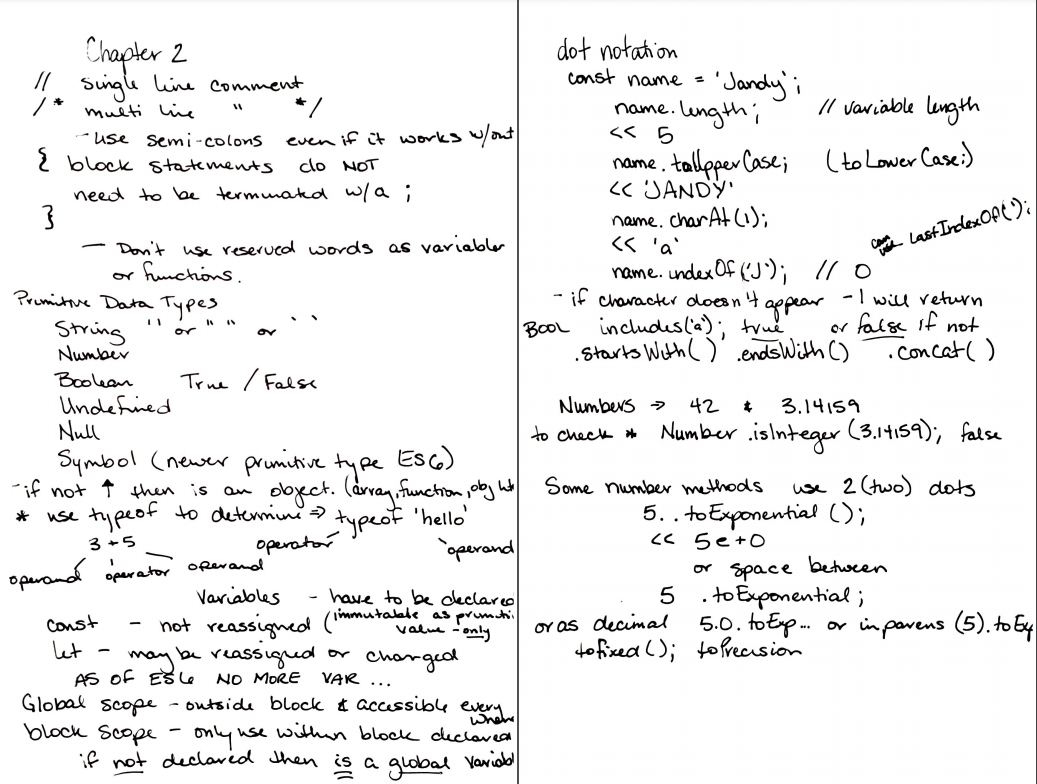 Chapter 2
// single line comment
/* multi line " */
- use semi-colons even if it works w/out
{ block statements do NOT
need to be terminated w/a ;
}
— Don't use reserved words as variables
or functions.
Primitive Data Types
String '' or " " or ` `
Number
Boolean True / False
Undefined
Null
Symbol (newer primitive type ES6)
- if not ↑ then is an object. (array, function, obj
* use typeof to determine ⇒ typeof 'hello'
3 + 5 operator operand
operand operator operand
Variables - have to be declared
const - not reassigned (immutable as primiti
value - only
let - may be reassigned or changed
AS OF ES6 NO MORE VAR ...
Global scope - outside block & accessible every
where
block scope - only use within block declared
if not declared then is a global variabl
dot notation
const name = 'Jandy';
name.length; // variable length
<< 5
name.toUpperCase; (toLowerCase;)
<< 'JANDY'
name.charAt(1);
<< 'a'
can use lastIndexOf(' ');
name.indexOf('J'); // 0
- if character doesn't appear -1 will return
BOOL includes('a'); true or false if not
.startsWith( ) .endsWith( ) .concat( )
Numbers → 42 & 3.14159
to check * Number.isInteger(3.14159); false
Some number methods use 2 (two) dots
5. . toExponential ();
<< 5e+0
or space between
5 .toExponential;
or as decimal 5.0.toExp... or in parens (5).toEx
toFixed(); toPrecision